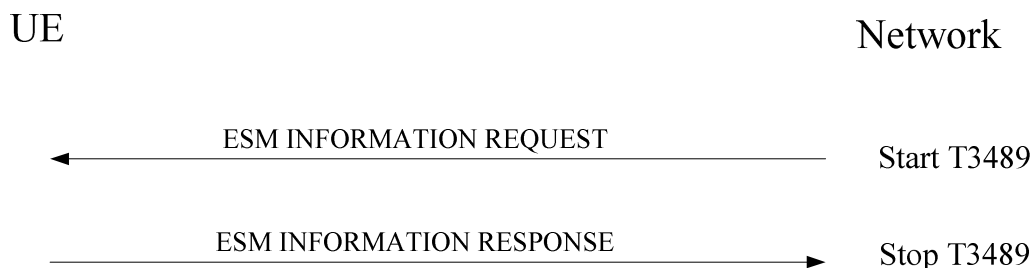 UE
Network
ESM INFORMATION REQUEST
Start T3489
ESM INFORMATION RESPONSE
Stop T3489